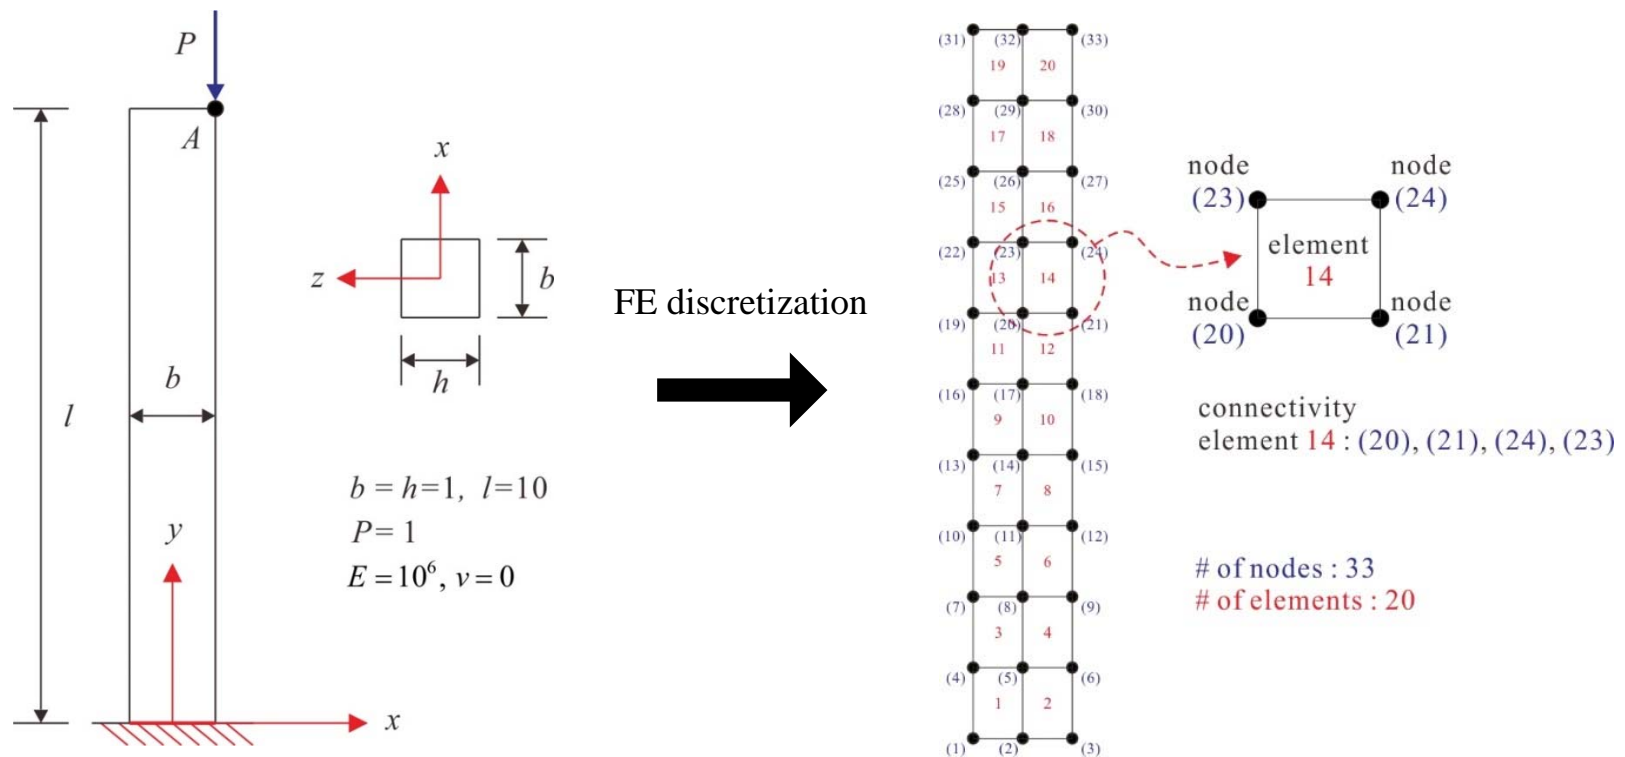 P
A
l
b
y
x
x
z
b
h
b = h=1, l=10
P= 1
E =10⁶, ν= 0
FE discretization
(31) (32) (33)
19 20
(28) (29) (30)
17 18
(25) (26) (27)
15 16
(22) (23) (24)
13 14
(19) (20) (21)
11 12
(16) (17) (18)
9 10
(13) (14) (15)
7 8
(10) (11) (12)
5 6
(7) (8) (9)
3 4
(4) (5) (6)
1 2
(1) (2) (3)
node node
(23) (24)
element
14
node node
(20) (21)
connectivity
element 14 : (20), (21), (24), (23)
# of nodes : 33
# of elements : 20